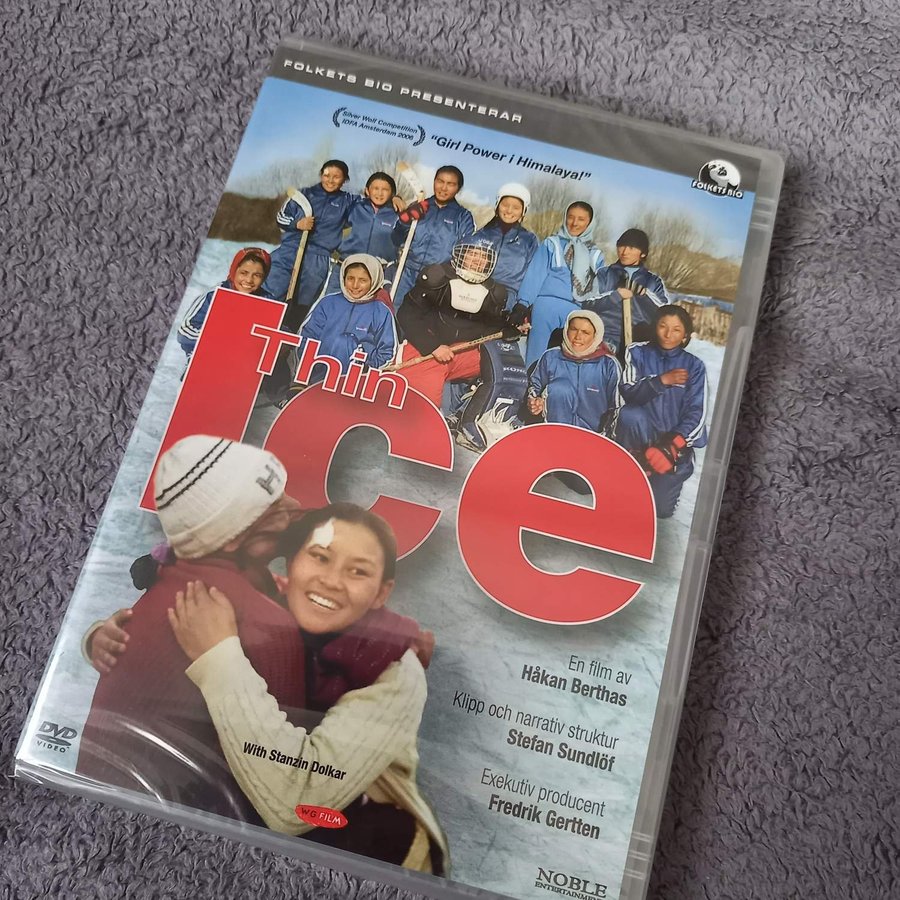 FOLKETS BIO PRESENTERAR
Silver Wolf Competition
IDFA Amsterdam 2006
"Girl Power i Himalaya!"
FOLKETS BIO
Thin
Ice
En film av
Håkan Berthas
Klipp och narrativ struktur
Stefan Sundlöf
Exekutiv producent
Fredrik Gertten
With Stanzin Dolkar
DVD
VIDEO
WG FILM
NOBLE
ENTERTAINMENT
H